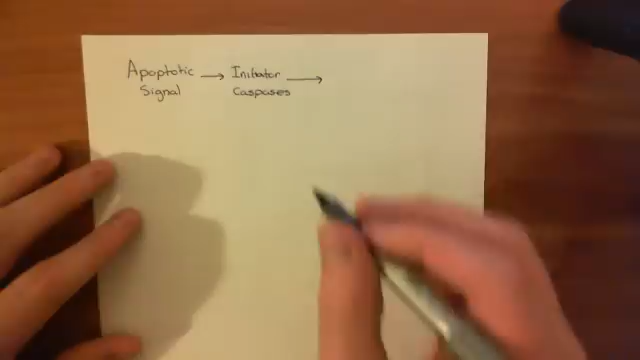 Apoptotic → Initiator →
Signal Caspases